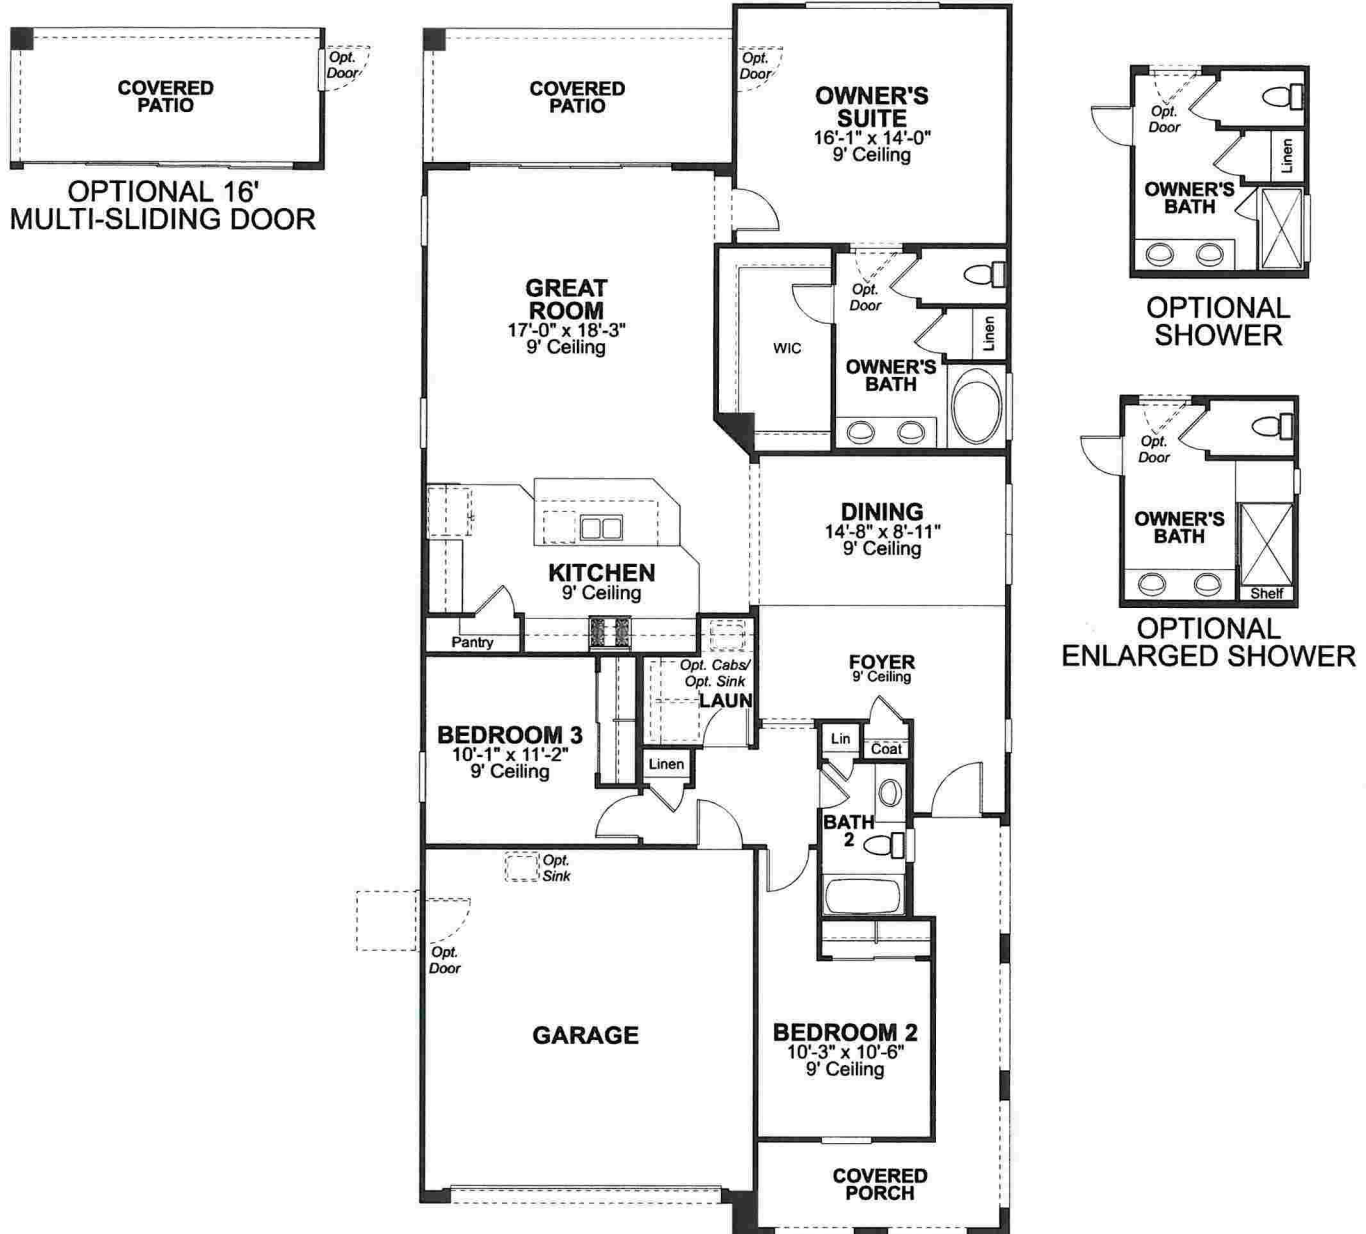 COVERED
PATIO
Opt.
Door
OPTIONAL 16'
MULTI-SLIDING DOOR
COVERED
PATIO
Opt.
Door
OWNER'S
SUITE
16'-1" x 14'-0"
9' Ceiling
GREAT
ROOM
17'-0" x 18'-3"
9' Ceiling
WIC
Opt.
Door
Linen
OWNER'S
BATH
DINING
14'-8" x 8'-11"
9' Ceiling
KITCHEN
9' Ceiling
Pantry
Opt. Cabs/
Opt. Sink
LAUN
FOYER
9' Ceiling
BEDROOM 3
10'-1" x 11'-2"
9' Ceiling
Linen
Lin
Coat
BATH
2
Opt.
Sink
Opt.
Door
GARAGE
BEDROOM 2
10'-3" x 10'-6"
9' Ceiling
COVERED
PORCH
Opt.
Door
Linen
OWNER'S
BATH
OPTIONAL
SHOWER
Opt.
Door
OWNER'S
BATH
Shelf
OPTIONAL
ENLARGED SHOWER